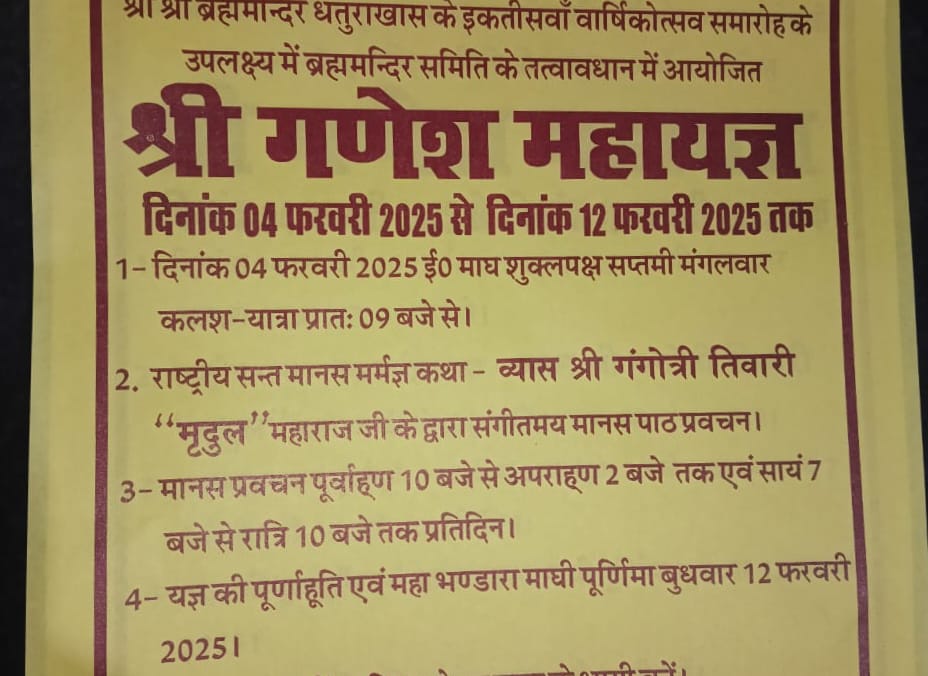 श्री श्री ब्रह्ममन्दिर धतुराखास के इकतीसवाँ वार्षिकोत्सव समारोह के
उपलक्ष्य में ब्रह्ममन्दिर समिति के तत्वावधान में आयोजित
श्री गणेश महायज्ञ
दिनांक 04 फरवरी 2025 से दिनांक 12 फरवरी 2025 तक
1- दिनांक 04 फरवरी 2025 ई0 माघ शुक्लपक्ष सप्तमी मंगलवार
कलश-यात्रा प्रातः 09 बजे से।
2. राष्ट्रीय सन्त मानस मर्मज्ञ कथा - व्यास श्री गंगोत्री तिवारी
“मृदुल” महाराज जी के द्वारा संगीतमय मानस पाठ प्रवचन।
3- मानस प्रवचन पूर्वाह्ण 10 बजे से अपराह्ण 2 बजे तक एवं सायं 7
बजे से रात्रि 10 बजे तक प्रतिदिन।
4- यज्ञ की पूर्णाहूति एवं महा भण्डारा माघी पूर्णिमा बुधवार 12 फरवरी
2025।